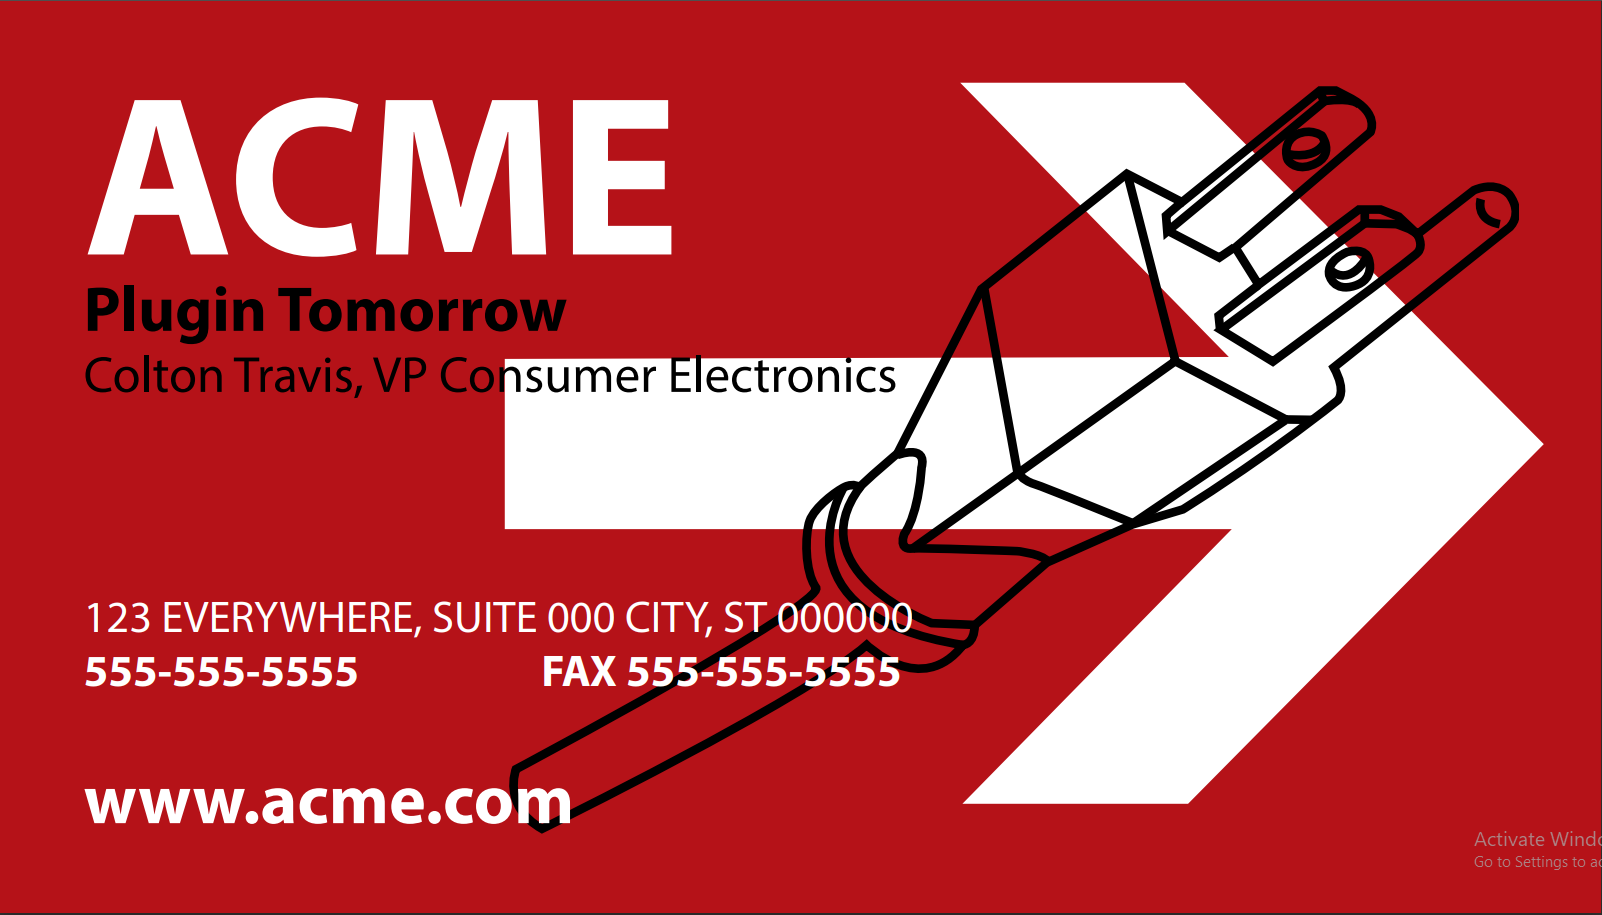 ACME
Plugin Tomorrow
Colton Travis, VP Consumer Electronics
123 EVERYWHERE, SUITE 000 CITY, ST 000000
555-555-5555 FAX 555-555-5555
www.acme.com
Activate Windo
Go to Settings to ac